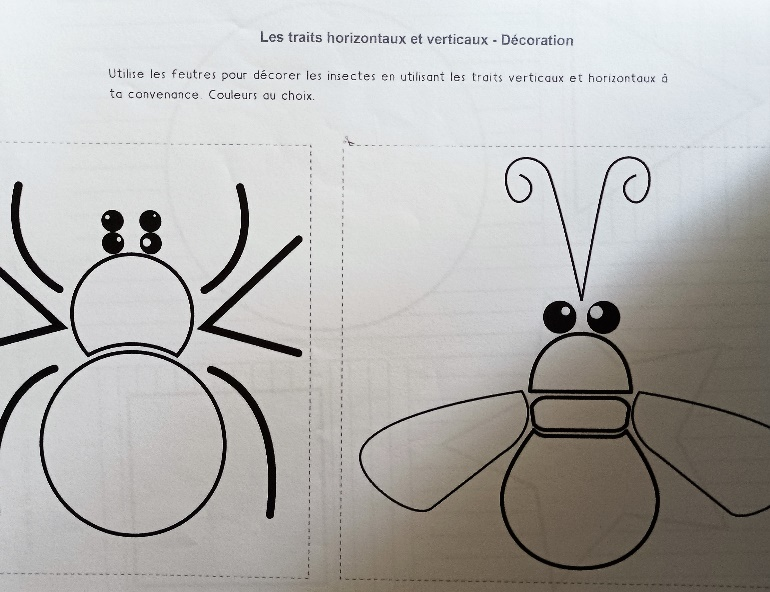 Les traits horizontaux et verticaux - Décoration
Utilise les feutres pour décorer les insectes en utilisant les traits verticaux et horizontaux à
ta convenance. Couleurs au choix.